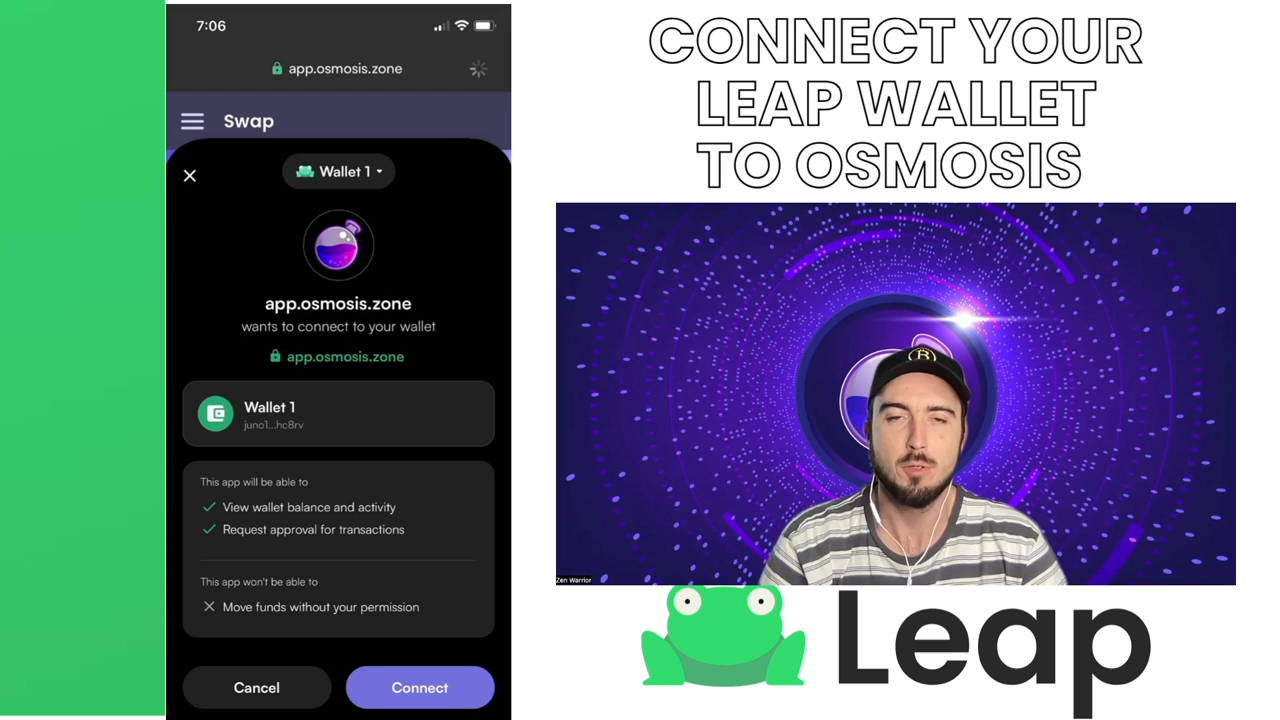 7:06
app.osmosis.zone
Swap
Wallet 1
app.osmosis.zone
wants to connect to your wallet
app.osmosis.zone
Wallet 1
juno1...hc8rv
This app will be able to
View wallet balance and activity
Request approval for transactions
This app won't be able to
Move funds without your permission
Cancel
Connect
CONNECT YOUR
LEAP WALLET
TO OSMOSIS
B
Zen Warrior
Leap